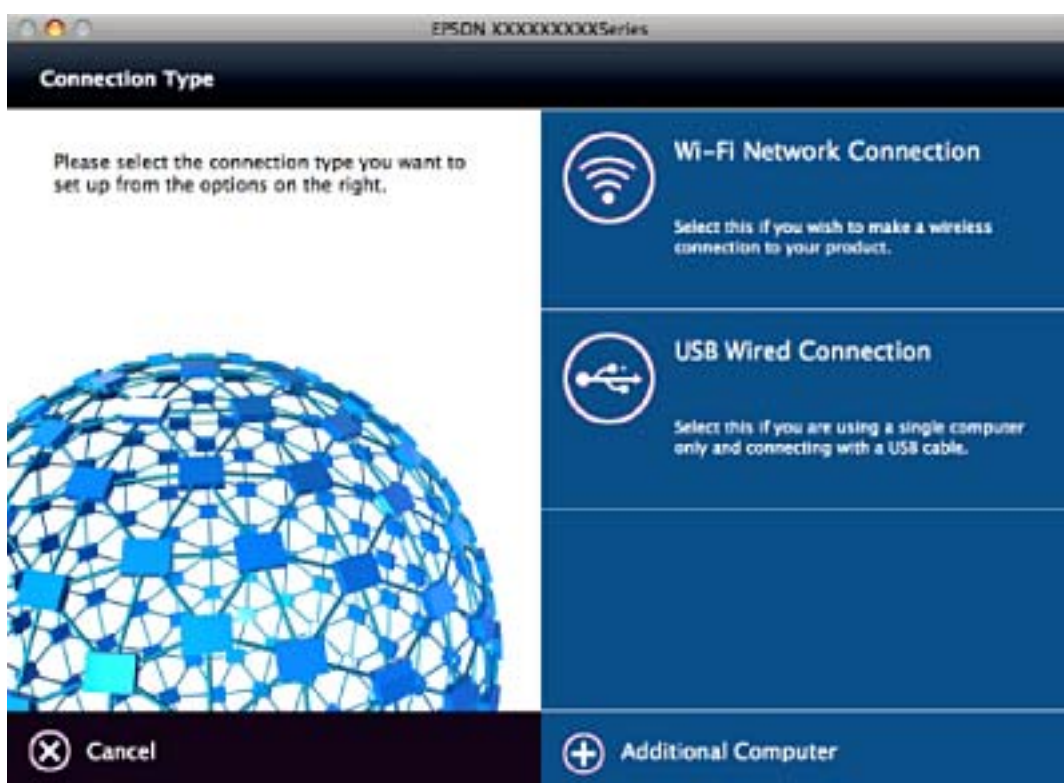 EPSON XXXXXXXXXSeries
Connection Type
Please select the connection type you want to
set up from the options on the right.
Wi-Fi Network Connection
Select this if you wish to make a wireless
connection to your product.
USB Wired Connection
Select this if you are using a single computer
only and connecting with a USB cable.
Cancel
Additional Computer